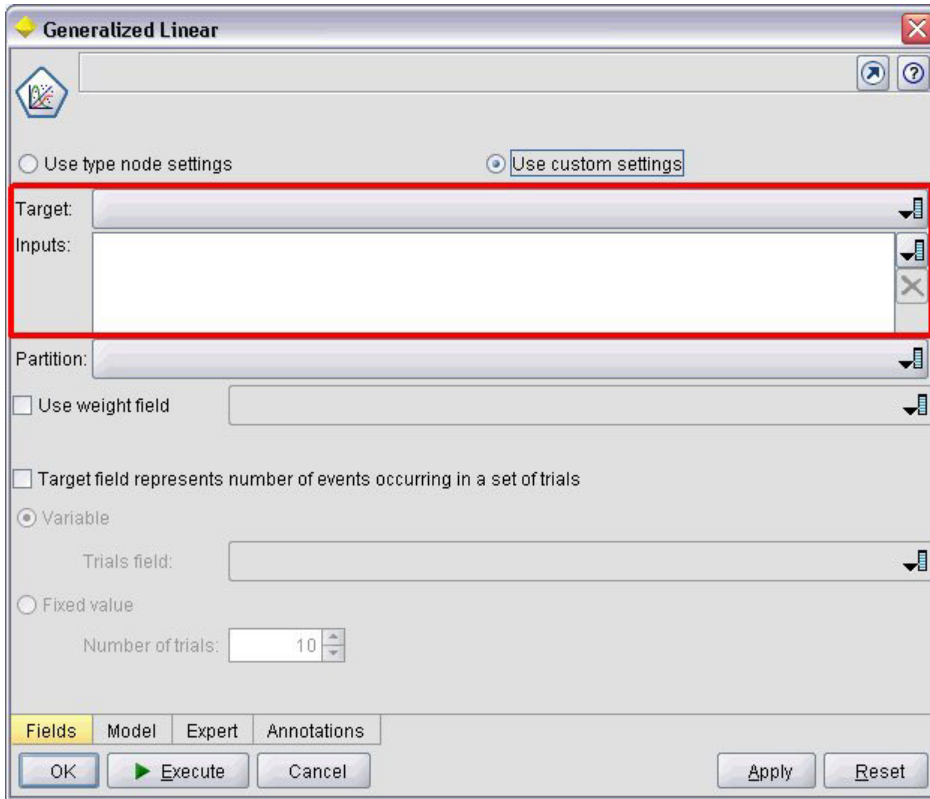 Generalized Linear
Use type node settings Use custom settings
Target:
Inputs:
Partition:
Use weight field
Target field represents number of events occurring in a set of trials
Variable
Trials field:
Fixed value
Number of trials: 10
Fields Model Expert Annotations
OK Execute Cancel Apply Reset